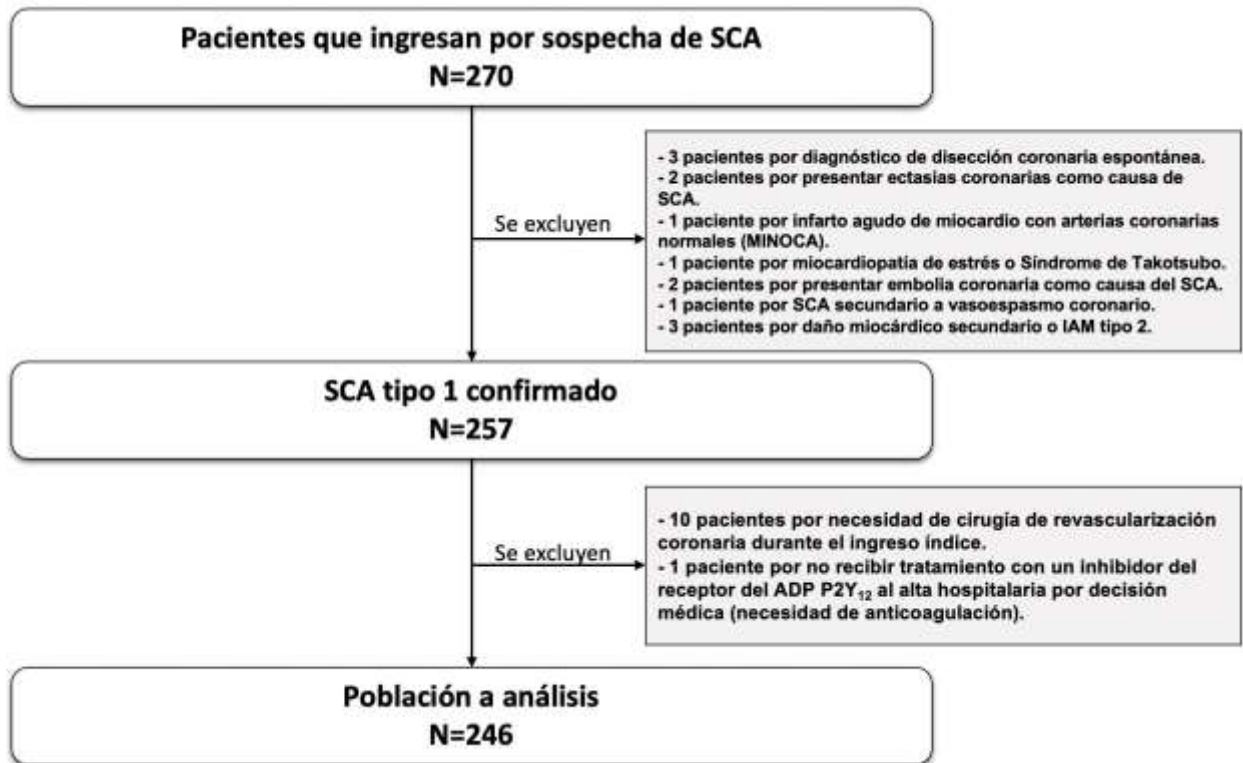 Pacientes que ingresan por sospecha de SCA
N=270
- 3 pacientes por diagnóstico de disección coronaria espontánea.
- 2 pacientes por presentar ectasias coronarias como causa de
SCA.
- 1 paciente por infarto agudo de miocardio con arterias coronarias
normales (MINOCA).
- 1 paciente por miocardiopatía de estrés o Síndrome de Takotsubo.
- 2 pacientes por presentar embolia coronaria como causa del SCA.
- 1 paciente por SCA secundario a vasoespasmo coronario.
- 3 pacientes por daño miocárdico secundario o IAM tipo 2.
Se excluyen
SCA tipo 1 confirmado
N=257
- 10 pacientes por necesidad de cirugía de revascularización
coronaria durante el ingreso índice.
- 1 paciente por no recibir tratamiento con un inhibidor del
receptor del ADP P2Y₁₂ al alta hospitalaria por decisión
médica (necesidad de anticoagulación).
Se excluyen
Población a análisis
N=246